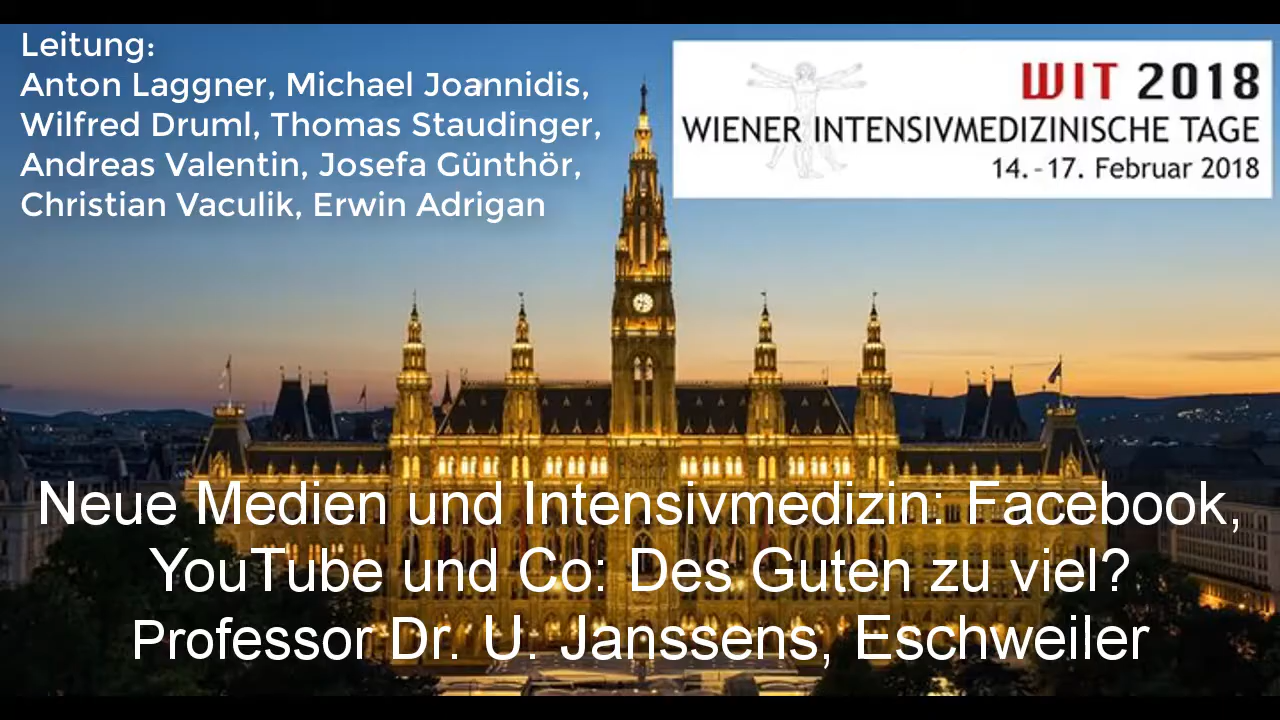 Leitung:
Anton Laggner, Michael Joannidis,
Wilfred Druml, Thomas Staudinger,
Andreas Valentin, Josefa Günthör,
Christian Vaculik, Erwin Adrigan
WIT 2018
WIENER INTENSIVMEDIZINISCHE TAGE
14. - 17. Februar 2018
Neue Medien und Intensivmedizin: Facebook,
YouTube und Co: Des Guten zu viel?
Professor Dr. U. Janssens, Eschweiler